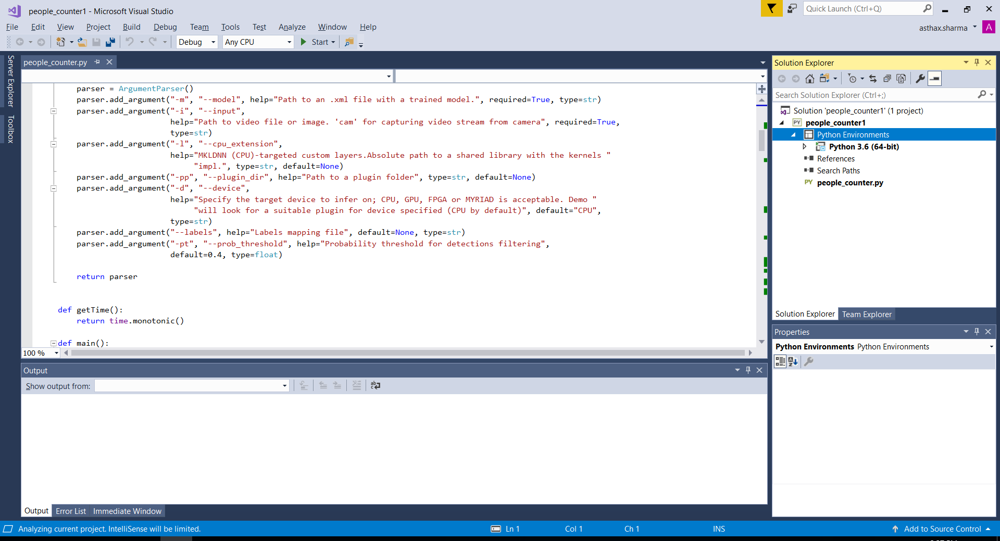 people_counter1 - Microsoft Visual Studio
Quick Launch (Ctrl+Q)
File Edit View Project Build Debug Team Tools Test Analyze Window Help
asthax.sharma A
Debug Any CPU Start
Server Explorer
Toolbox
people_counter.py
parser = ArgumentParser()
parser.add_argument("-m", "--model", help="Path to an .xml file with a trained model.", required=True, type=str)
parser.add_argument("-i", "--input",
help="Path to video file or image. 'cam' for capturing video stream from camera", required=True,
type=str)
parser.add_argument("-l", "--cpu_extension",
help="MKLDNN (CPU)-targeted custom layers.Absolute path to a shared library with the kernels "
"impl.", type=str, default=None)
parser.add_argument("-pp", "--plugin_dir", help="Path to a plugin folder", type=str, default=None)
parser.add_argument("-d", "--device",
help="Specify the target device to infer on; CPU, GPU, FPGA or MYRIAD is acceptable. Demo "
"will look for a suitable plugin for device specified (CPU by default)", default="CPU",
type=str)
parser.add_argument("--labels", help="Labels mapping file", default=None, type=str)
parser.add_argument("-pt", "--prob_threshold", help="Probability threshold for detections filtering",
default=0.4, type=float)
return parser
def getTime():
return time.monotonic()
def main():
100 %
Output
Show output from:
Output Error List Immediate Window
Solution Explorer
Search Solution Explorer (Ctrl+;)
Solution 'people_counter1' (1 project)
PY people_counter1
Python Environments
Python 3.6 (64-bit)
References
Search Paths
PY people_counter.py
Solution Explorer Team Explorer
Properties
Python Environments Python Environments
Analyzing current project. IntelliSense will be limited. Ln 1 Col 1 Ch 1 INS Add to Source Control